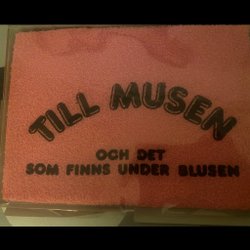 TILL MUSEN
OCH DET
SOM FINNS UNDER BLUSEN